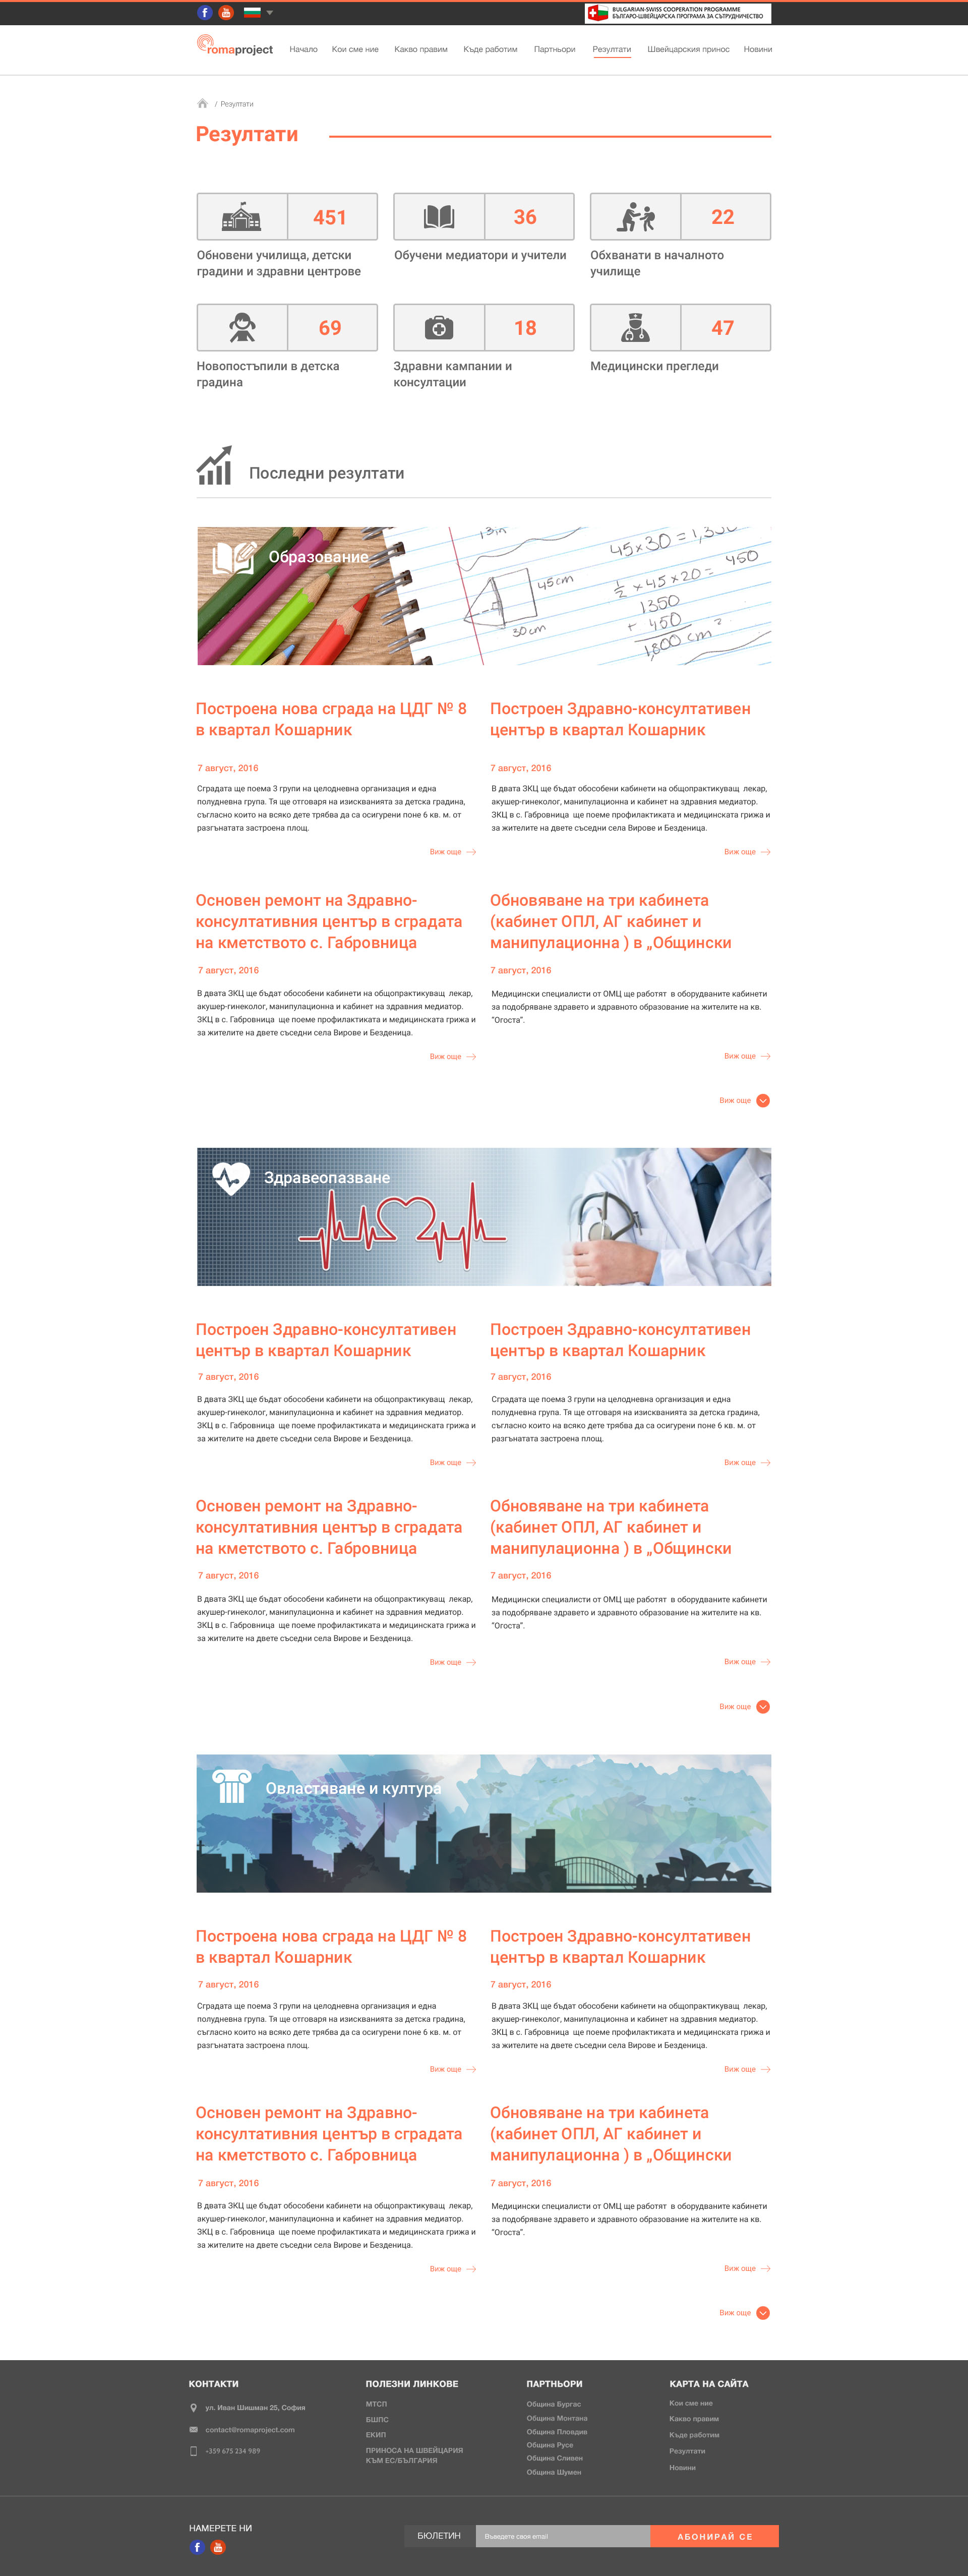 BULGARIAN-SWISS COOPERATION PROGRAMME
БЪЛГАРО-ШВЕЙЦАРСКА ПРОГРАМА ЗА СЪТРУДНИЧЕСТВО
romaproject
Начало Кои сме ние Какво правим Къде работим Партньори Резултати Швейцарския принос Новини
/ Резултати
Резултати
451
Обновени училища, детски
градини и здравни центрове
36
Обучени медиатори и учители
22
Обхванати в началното
училище
69
Новопостъпили в детска
градина
18
Здравни кампании и
консултации
47
Медицински прегледи
Последни резултати
Образование
13in
45cm
30cm
45 x 30 = 1,350
½ x 45 x 20 = 450
1350
+ 450
1800 cm²
Построена нова сграда на ЦДГ № 8
в квартал Кошарник
7 август, 2016
Сградата ще поема 3 групи на целодневна организация и една
полудневна група. Тя ще отговаря на изискванията за детска градина,
съгласно които на всяко дете трябва да са осигурени поне 6 кв. м. от
разгънатата застроена площ.
Виж още
Построен Здравно-консултативен
център в квартал Кошарник
7 август, 2016
В двата ЗКЦ ще бъдат обособени кабинети на общопрактикуващ лекар,
акушер-гинеколог, манипулационна и кабинет на здравния медиатор.
ЗКЦ в с. Габровница ще поеме профилактиката и медицинската грижа и
за жителите на двете съседни села Вирове и Безденица.
Виж още
Основен ремонт на Здравно-
консултативния център в сградата
на кметството с. Габровница
7 август, 2016
В двата ЗКЦ ще бъдат обособени кабинети на общопрактикуващ лекар,
акушер-гинеколог, манипулационна и кабинет на здравния медиатор.
ЗКЦ в с. Габровница ще поеме профилактиката и медицинската грижа и
за жителите на двете съседни села Вирове и Безденица.
Виж още
Обновяване на три кабинета
(кабинет ОПЛ, АГ кабинет и
манипулационна ) в „Общински
7 август, 2016
Медицински специалисти от ОМЦ ще работят в оборудваните кабинети
за подобряване здравето и здравното образование на жителите на кв.
"Огоста".
Виж още
Виж още
Здравеопазване
Построен Здравно-консултативен
център в квартал Кошарник
7 август, 2016
В двата ЗКЦ ще бъдат обособени кабинети на общопрактикуващ лекар,
акушер-гинеколог, манипулационна и кабинет на здравния медиатор.
ЗКЦ в с. Габровница ще поеме профилактиката и медицинската грижа и
за жителите на двете съседни села Вирове и Безденица.
Виж още
Построен Здравно-консултативен
център в квартал Кошарник
7 август, 2016
Сградата ще поема 3 групи на целодневна организация и една
полудневна група. Тя ще отговаря на изискванията за детска градина,
съгласно които на всяко дете трябва да са осигурени поне 6 кв. м. от
разгънатата застроена площ.
Виж още
Основен ремонт на Здравно-
консултативния център в сградата
на кметството с. Габровница
7 август, 2016
В двата ЗКЦ ще бъдат обособени кабинети на общопрактикуващ лекар,
акушер-гинеколог, манипулационна и кабинет на здравния медиатор.
ЗКЦ в с. Габровница ще поеме профилактиката и медицинската грижа и
за жителите на двете съседни села Вирове и Безденица.
Виж още
Обновяване на три кабинета
(кабинет ОПЛ, АГ кабинет и
манипулационна ) в „Общински
7 август, 2016
Медицински специалисти от ОМЦ ще работят в оборудваните кабинети
за подобряване здравето и здравното образование на жителите на кв.
"Огоста".
Виж още
Виж още
Овластяване и култура
Построена нова сграда на ЦДГ № 8
в квартал Кошарник
7 август, 2016
Сградата ще поема 3 групи на целодневна организация и една
полудневна група. Тя ще отговаря на изискванията за детска градина,
съгласно които на всяко дете трябва да са осигурени поне 6 кв. м. от
разгънатата застроена площ.
Виж още
Построен Здравно-консултативен
център в квартал Кошарник
7 август, 2016
В двата ЗКЦ ще бъдат обособени кабинети на общопрактикуващ лекар,
акушер-гинеколог, манипулационна и кабинет на здравния медиатор.
ЗКЦ в с. Габровница ще поеме профилактиката и медицинската грижа и
за жителите на двете съседни села Вирове и Безденица.
Виж още
Основен ремонт на Здравно-
консултативния център в сградата
на кметството с. Габровница
7 август, 2016
В двата ЗКЦ ще бъдат обособени кабинети на общопрактикуващ лекар,
акушер-гинеколог, манипулационна и кабинет на здравния медиатор.
ЗКЦ в с. Габровница ще поеме профилактиката и медицинската грижа и
за жителите на двете съседни села Вирове и Безденица.
Виж още
Обновяване на три кабинета
(кабинет ОПЛ, АГ кабинет и
манипулационна ) в „Общински
7 август, 2016
Медицински специалисти от ОМЦ ще работят в оборудваните кабинети
за подобряване здравето и здравното образование на жителите на кв.
"Огоста".
Виж още
Виж още
КОНТАКТИ
ул. Иван Шишман 25, София
contact@romaproject.com
+359 675 234 989
ПОЛЕЗНИ ЛИНКОВЕ
МТСП
БШПС
ЕКИП
ПРИНОСА НА ШВЕЙЦАРИЯ
КЪМ ЕС/БЪЛГАРИЯ
ПАРТНЬОРИ
Община Бургас
Община Монтана
Община Пловдив
Община Русе
Община Сливен
Община Шумен
КАРТА НА САЙТА
Кои сме ние
Какво правим
Къде работим
Резултати
Новини
НАМЕРЕТЕ НИ
БЮЛЕТИН
Въведете своя email
АБОНИРАЙ СЕ